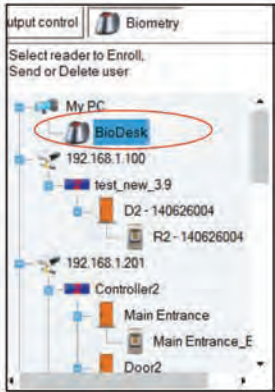 utput control Biometry
Select reader to Enroll,
Send or Delete user
My PC
BioDesk
192.168.1.100
test_new_3.9
D2 - 140626004
R2 - 140626004
192.168.1.201
Controller2
Main Entrance
Main Entrance_E
Door2